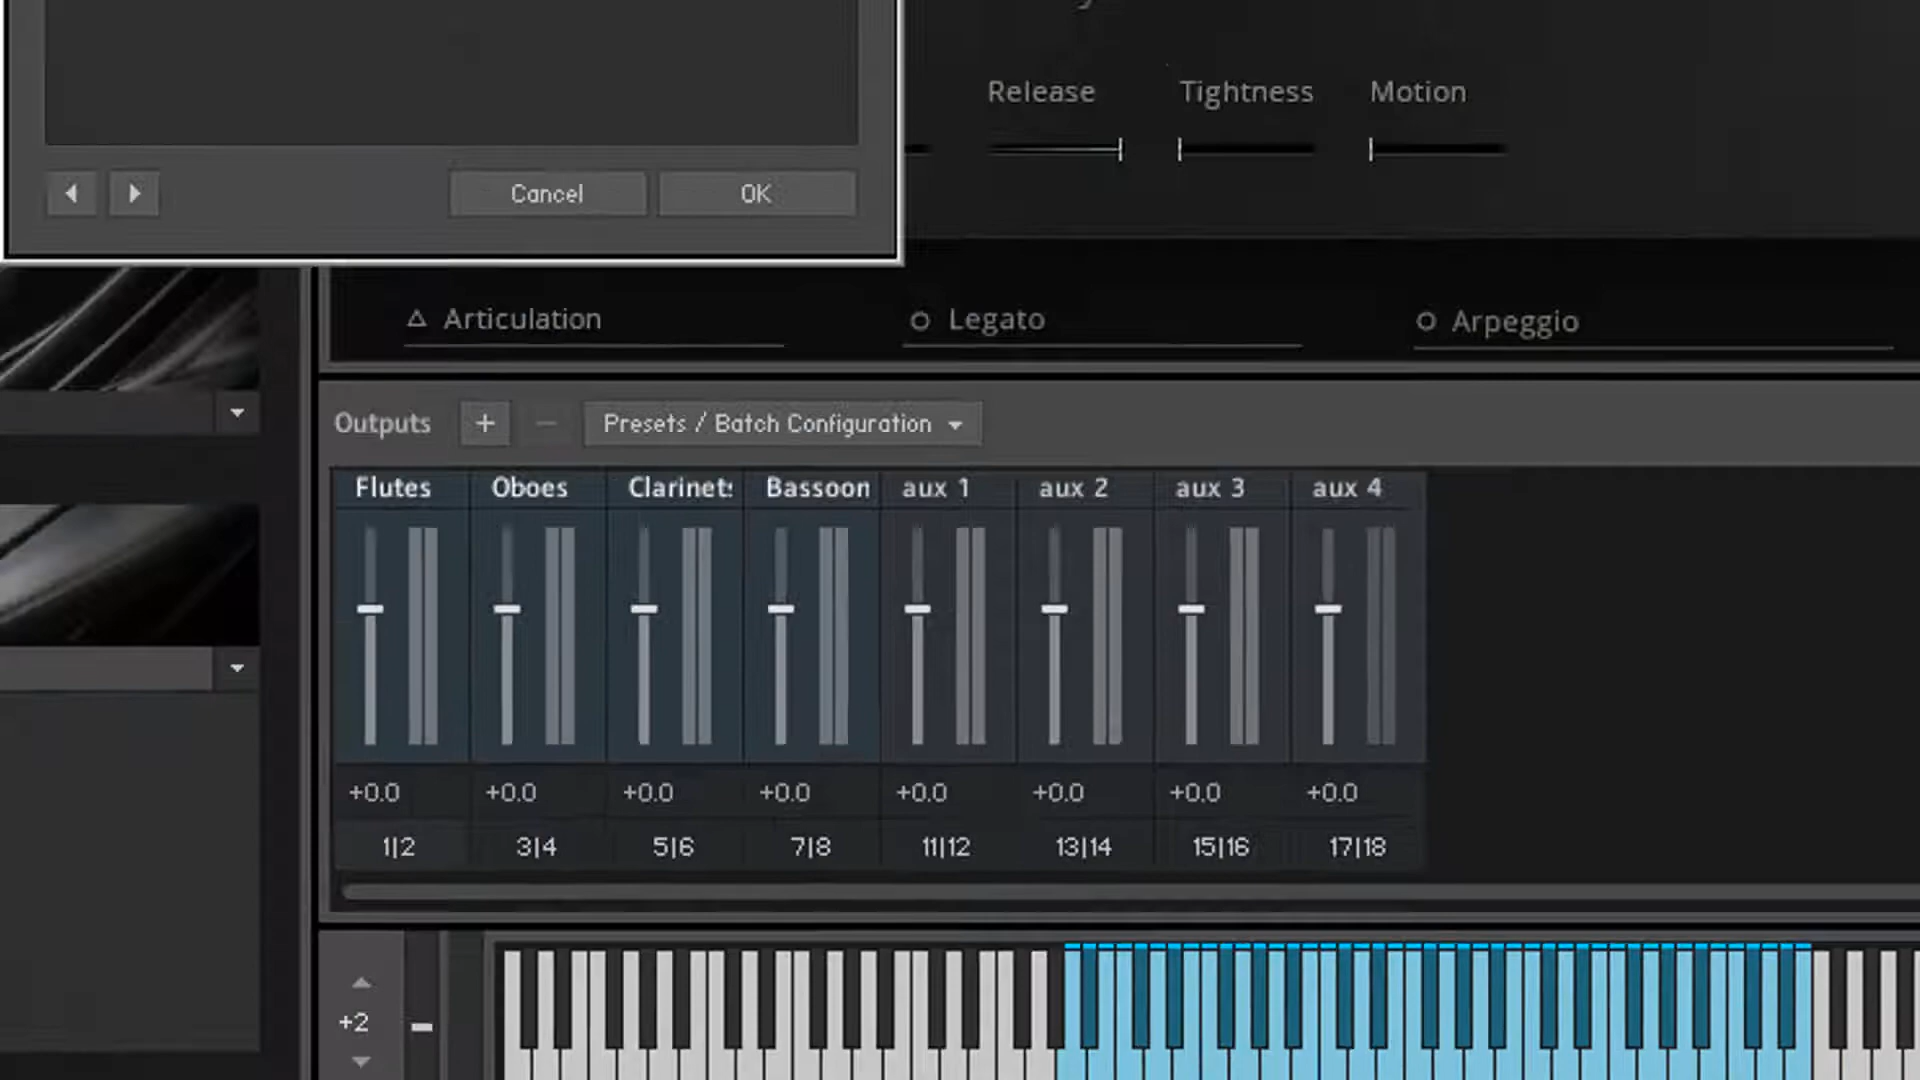 Release Tightness Motion
Cancel OK
Articulation Legato Arpeggio
Outputs + - Presets / Batch Configuration
Flutes Oboes Clarinets Bassoon aux 1 aux 2 aux 3 aux 4
+0.0 +0.0 +0.0 +0.0 +0.0 +0.0 +0.0 +0.0
1|2 3|4 5|6 7|8 11|12 13|14 15|16 17|18
+2